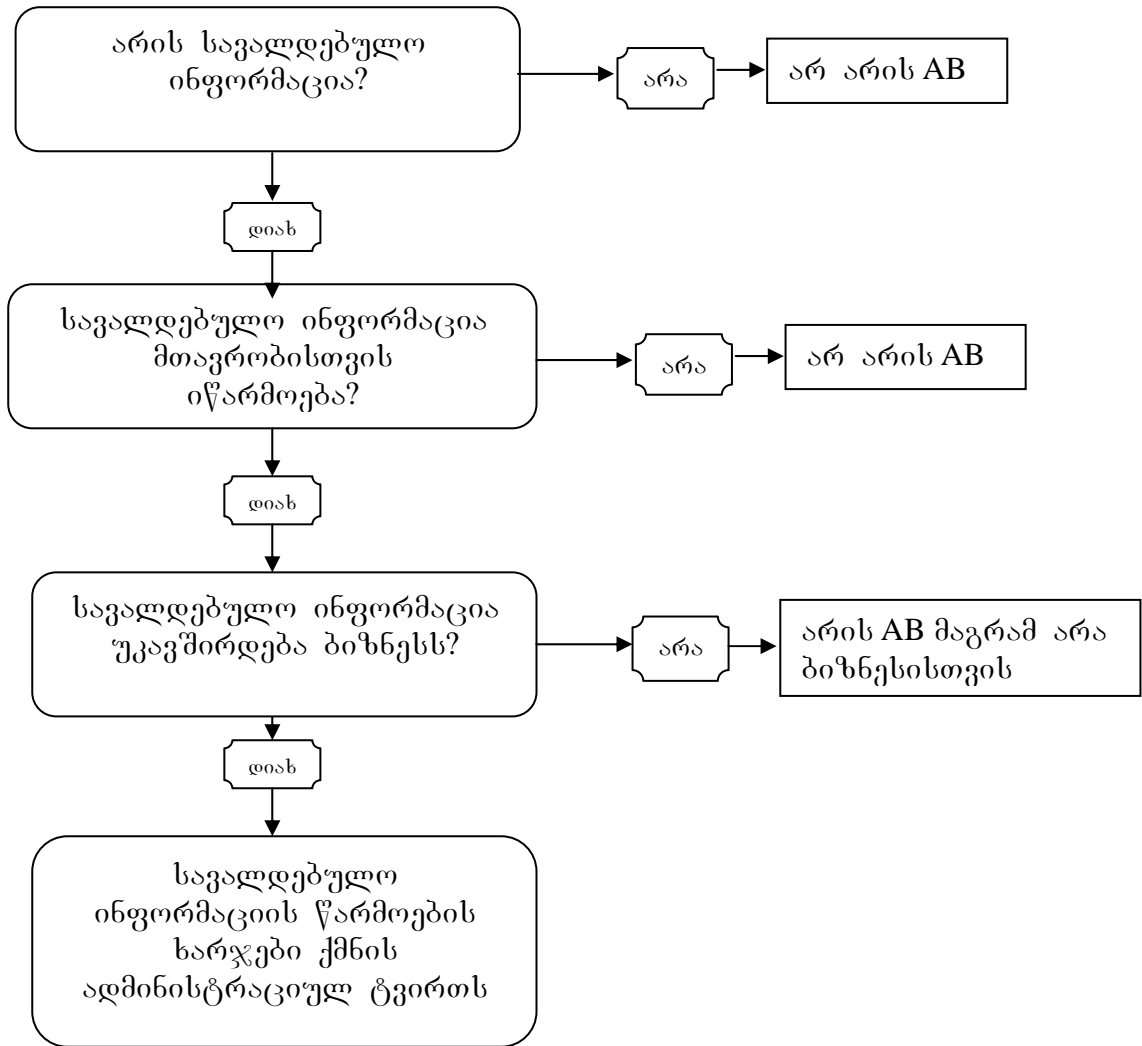 არის სავალდებულო
ინფორმაცია?
არა
არ არის AB
დიახ
სავალდებულო ინფორმაცია
მთავრობისთვის
იწარმოება?
არა
არ არის AB
დიახ
სავალდებულო ინფორმაცია
უკავშირდება ბიზნესს?
არა
არის AB მაგრამ არა
ბიზნესისთვის
დიახ
სავალდებულო
ინფორმაციის წარმოების
ხარჯები ქმნის
ადმინისტრაციულ ტვირთს